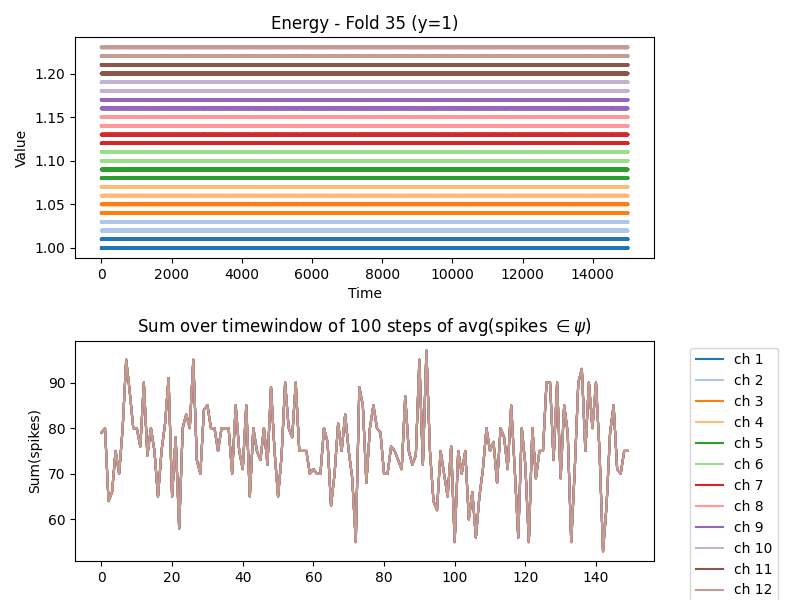 Energy - Fold 35 (y=1)
Value
1.20
1.15
1.10
1.05
1.00
0 2000 4000 6000 8000 10000 12000 14000
Time
Sum over timewindow of 100 steps of avg(spikes ∈ψ)
Sum(spikes)
90
80
70
60
0 20 40 60 80 100 120 140
ch 1
ch 2
ch 3
ch 4
ch 5
ch 6
ch 7
ch 8
ch 9
ch 10
ch 11
ch 12